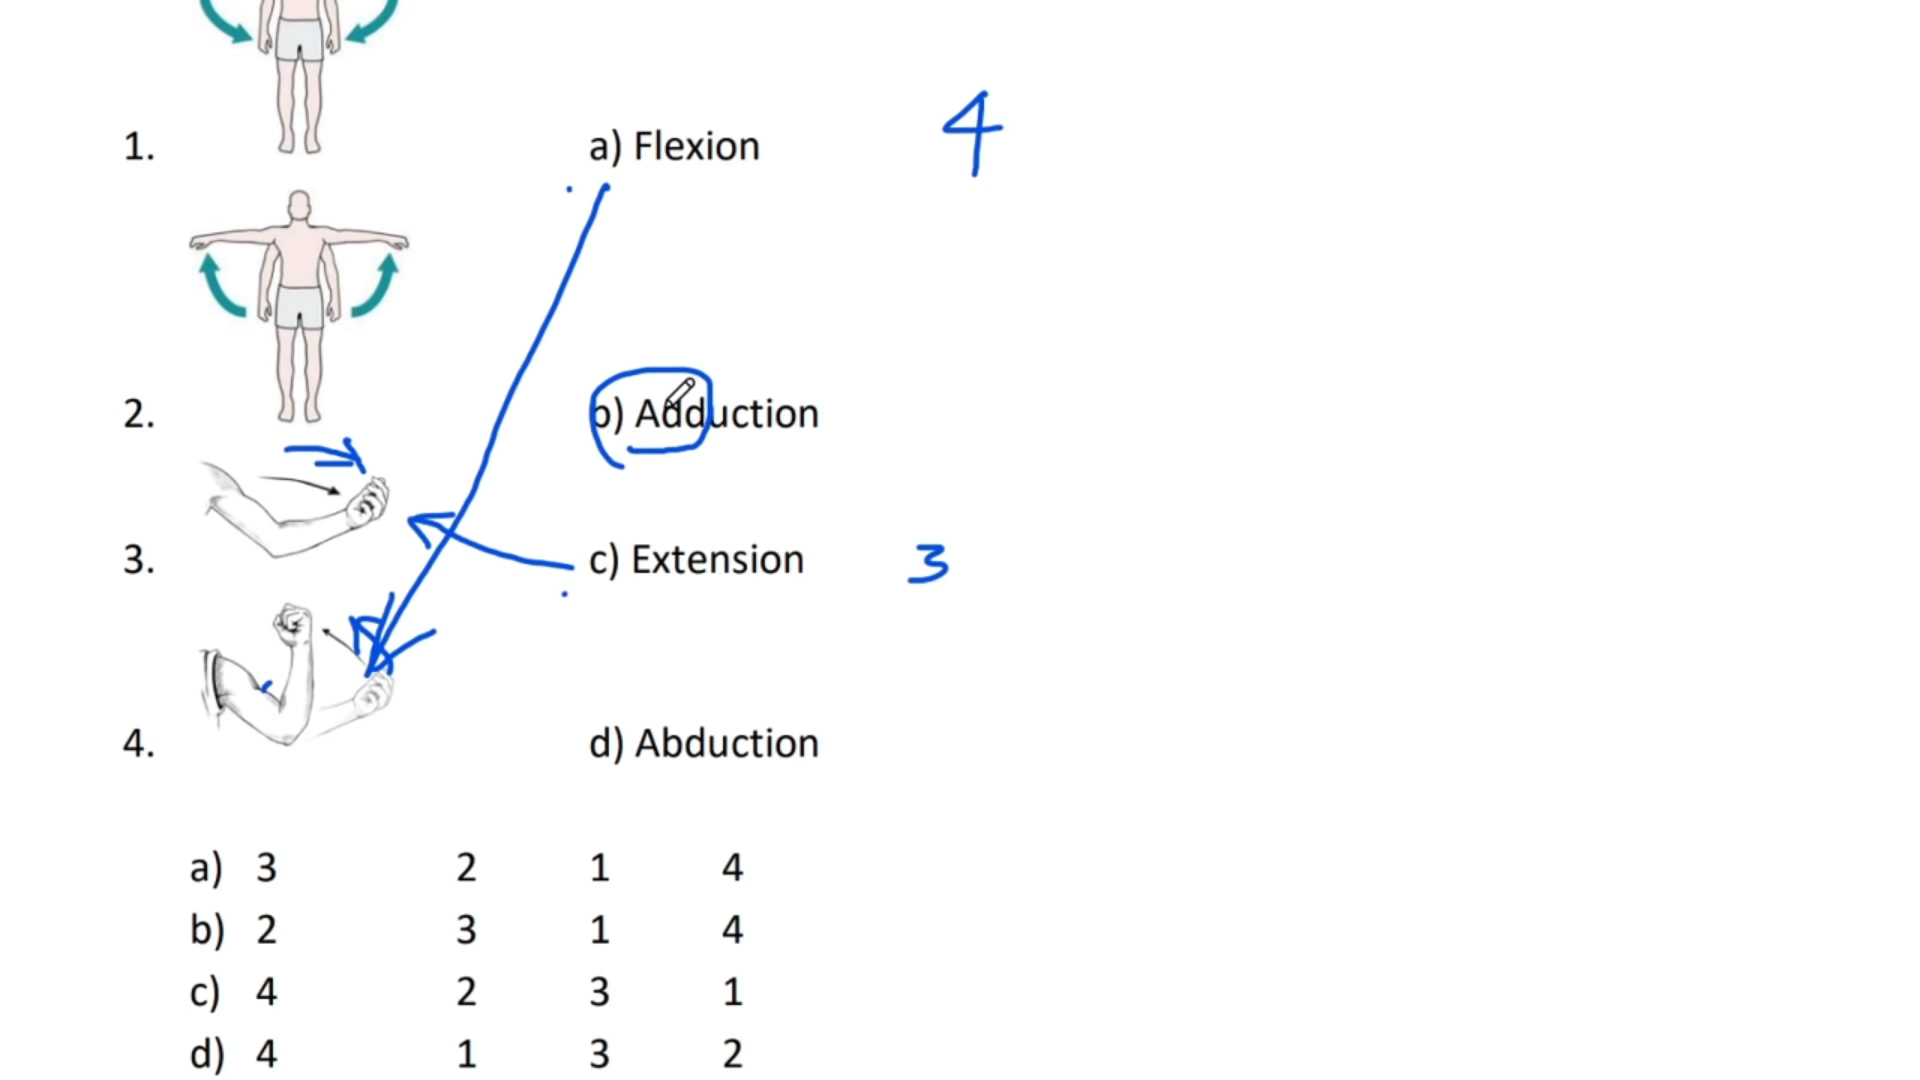 1. a) Flexion 4
2. b) Adduction
3. c) Extension 3
4. d) Abduction
a) 3 2 1 4
b) 2 3 1 4
c) 4 2 3 1
d) 4 1 3 2